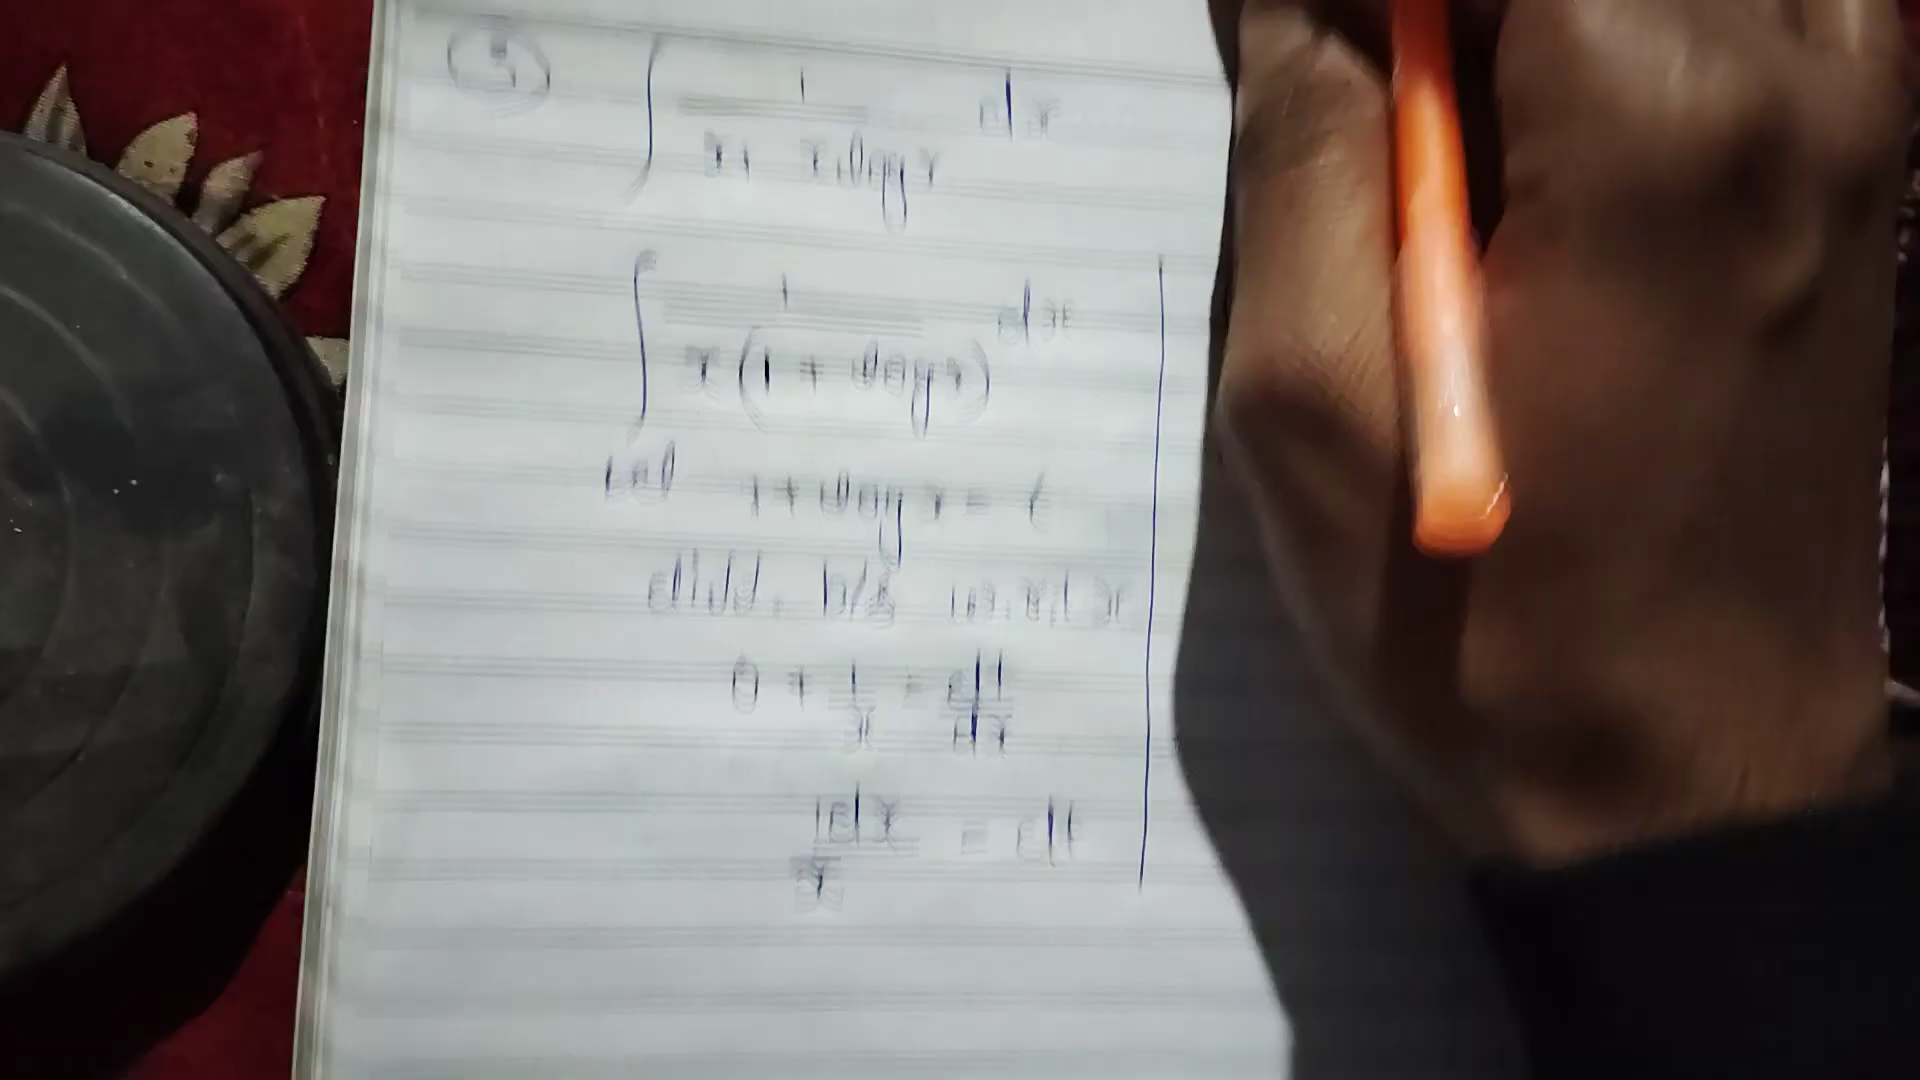 ∫ 1/(x + x log x) dx
∫ 1/(x(1 + log x)) dx
Let 1 + log x = t
diff. b/s w.r.t x
0 + 1/x = dt/dx
1dx/x = dt